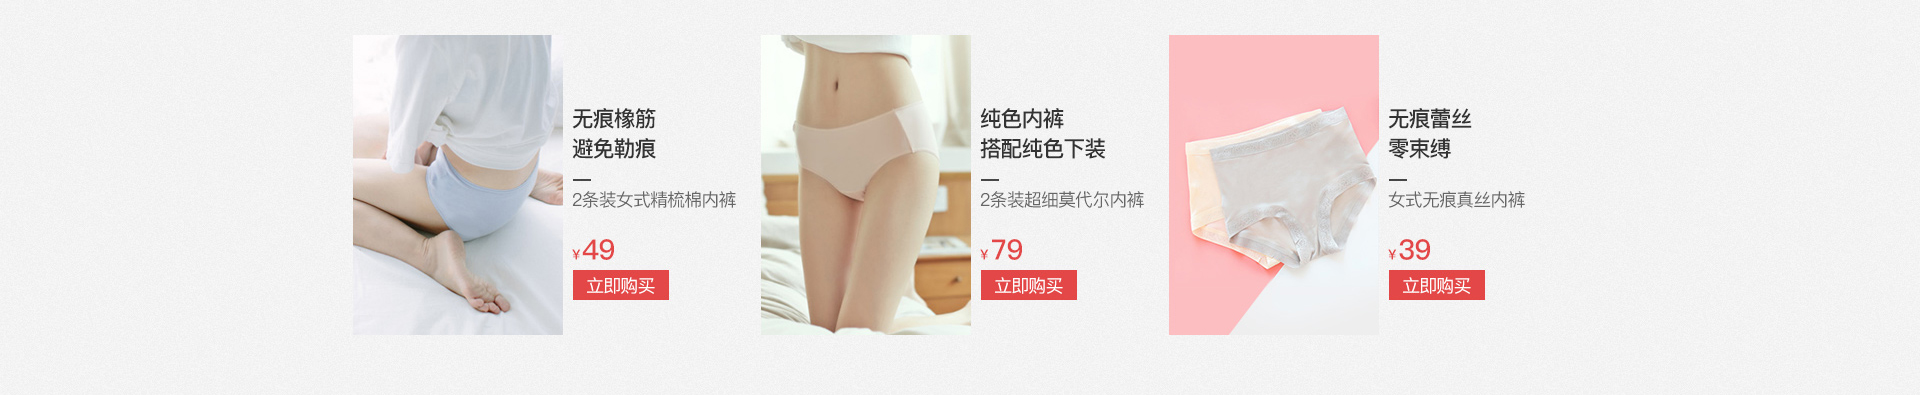 无痕橡筋
避免勒痕
2条装女式精梳棉内裤
¥49
立即购买
纯色内裤
搭配纯色下装
2条装超细莫代尔内裤
¥79
立即购买
无痕蕾丝
零束缚
女式无痕真丝内裤
¥39
立即购买